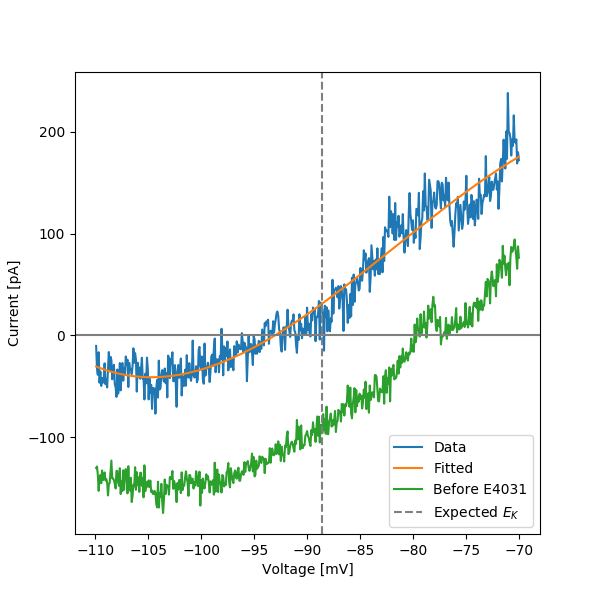 200
100
0
−100
Current [pA]
Data
Fitted
Before E4031
Expected E_K
−110 −105 −100 −95 −90 −85 −80 −75 −70
Voltage [mV]